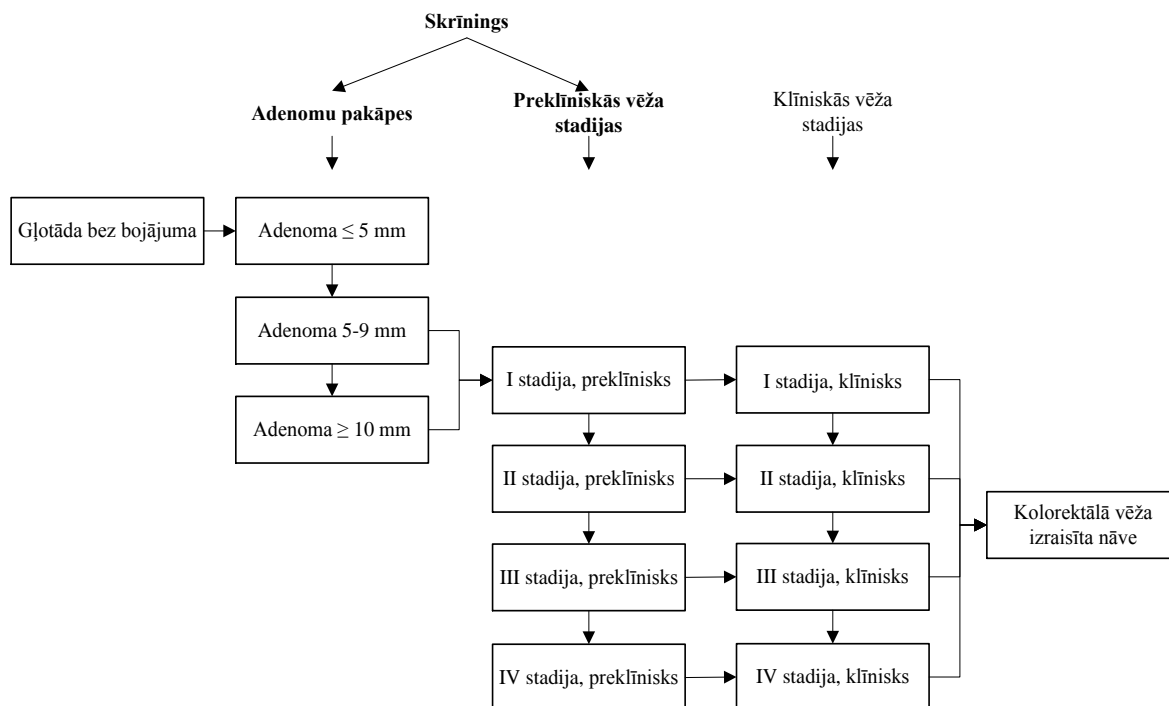 Skrīnings
Adenomu pakāpes
Preklīniskās vēža
stadijas
Klīniskās vēža
stadijas
Gļotāda bez bojājuma
Adenoma ≤ 5 mm
Adenoma 5-9 mm
Adenoma ≥ 10 mm
I stadija, preklīnisks
I stadija, klīnisks
II stadija, preklīnisks
II stadija, klīnisks
Kolorektālā vēža
izraisīta nāve
III stadija, preklīnisks
III stadija, klīnisks
IV stadija, preklīnisks
IV stadija, klīnisks